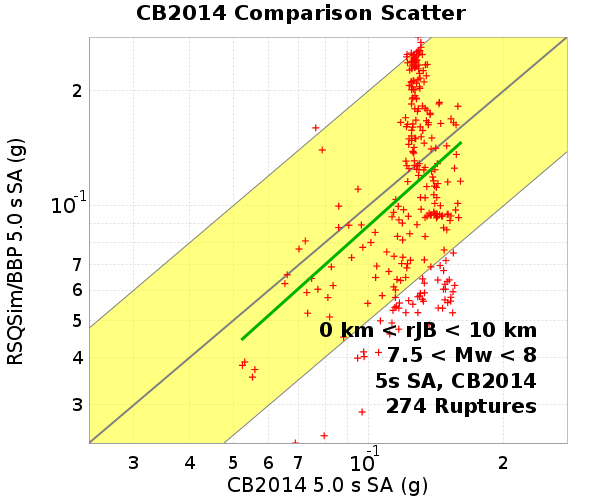 CB2014 Comparison Scatter
RSQSim/BBP 5.0 s SA (g)
2
10-1
7
6
5
4
3
0 km < rJB < 10 km
7.5 < Mw < 8
5s SA, CB2014
274 Ruptures
3 4 5 6 7 10-1 2
CB2014 5.0 s SA (g)